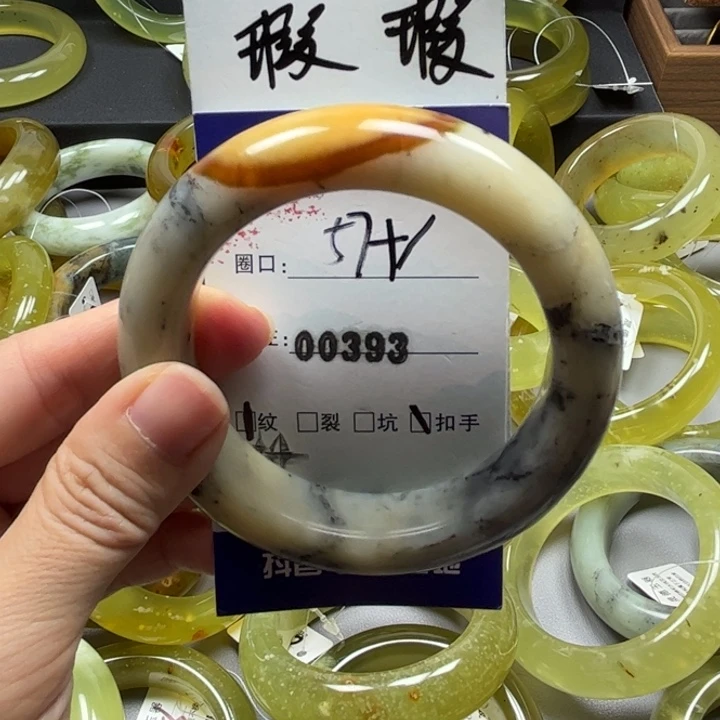 瑕 瑕
圈口: 57+
: 00393
□纹 □裂 □坑 □扣手